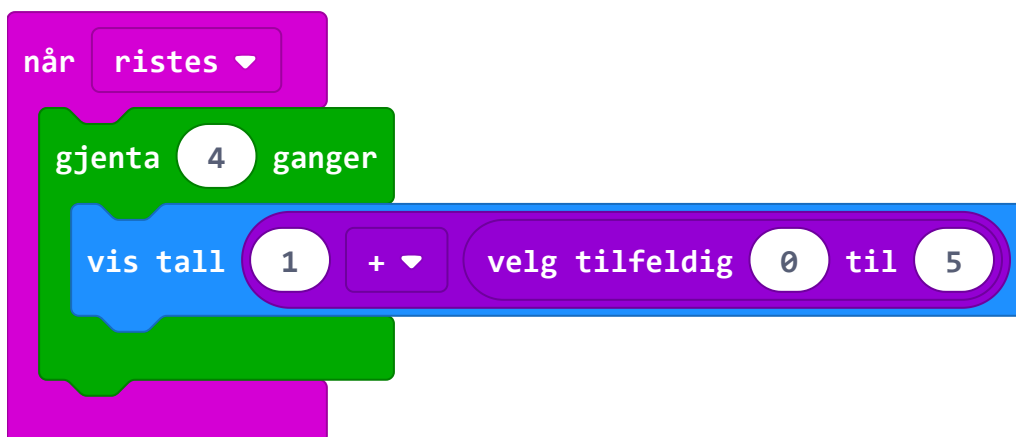 når ristes
gjenta 4 ganger
vis tall 1 + velg tilfeldig 0 til 5